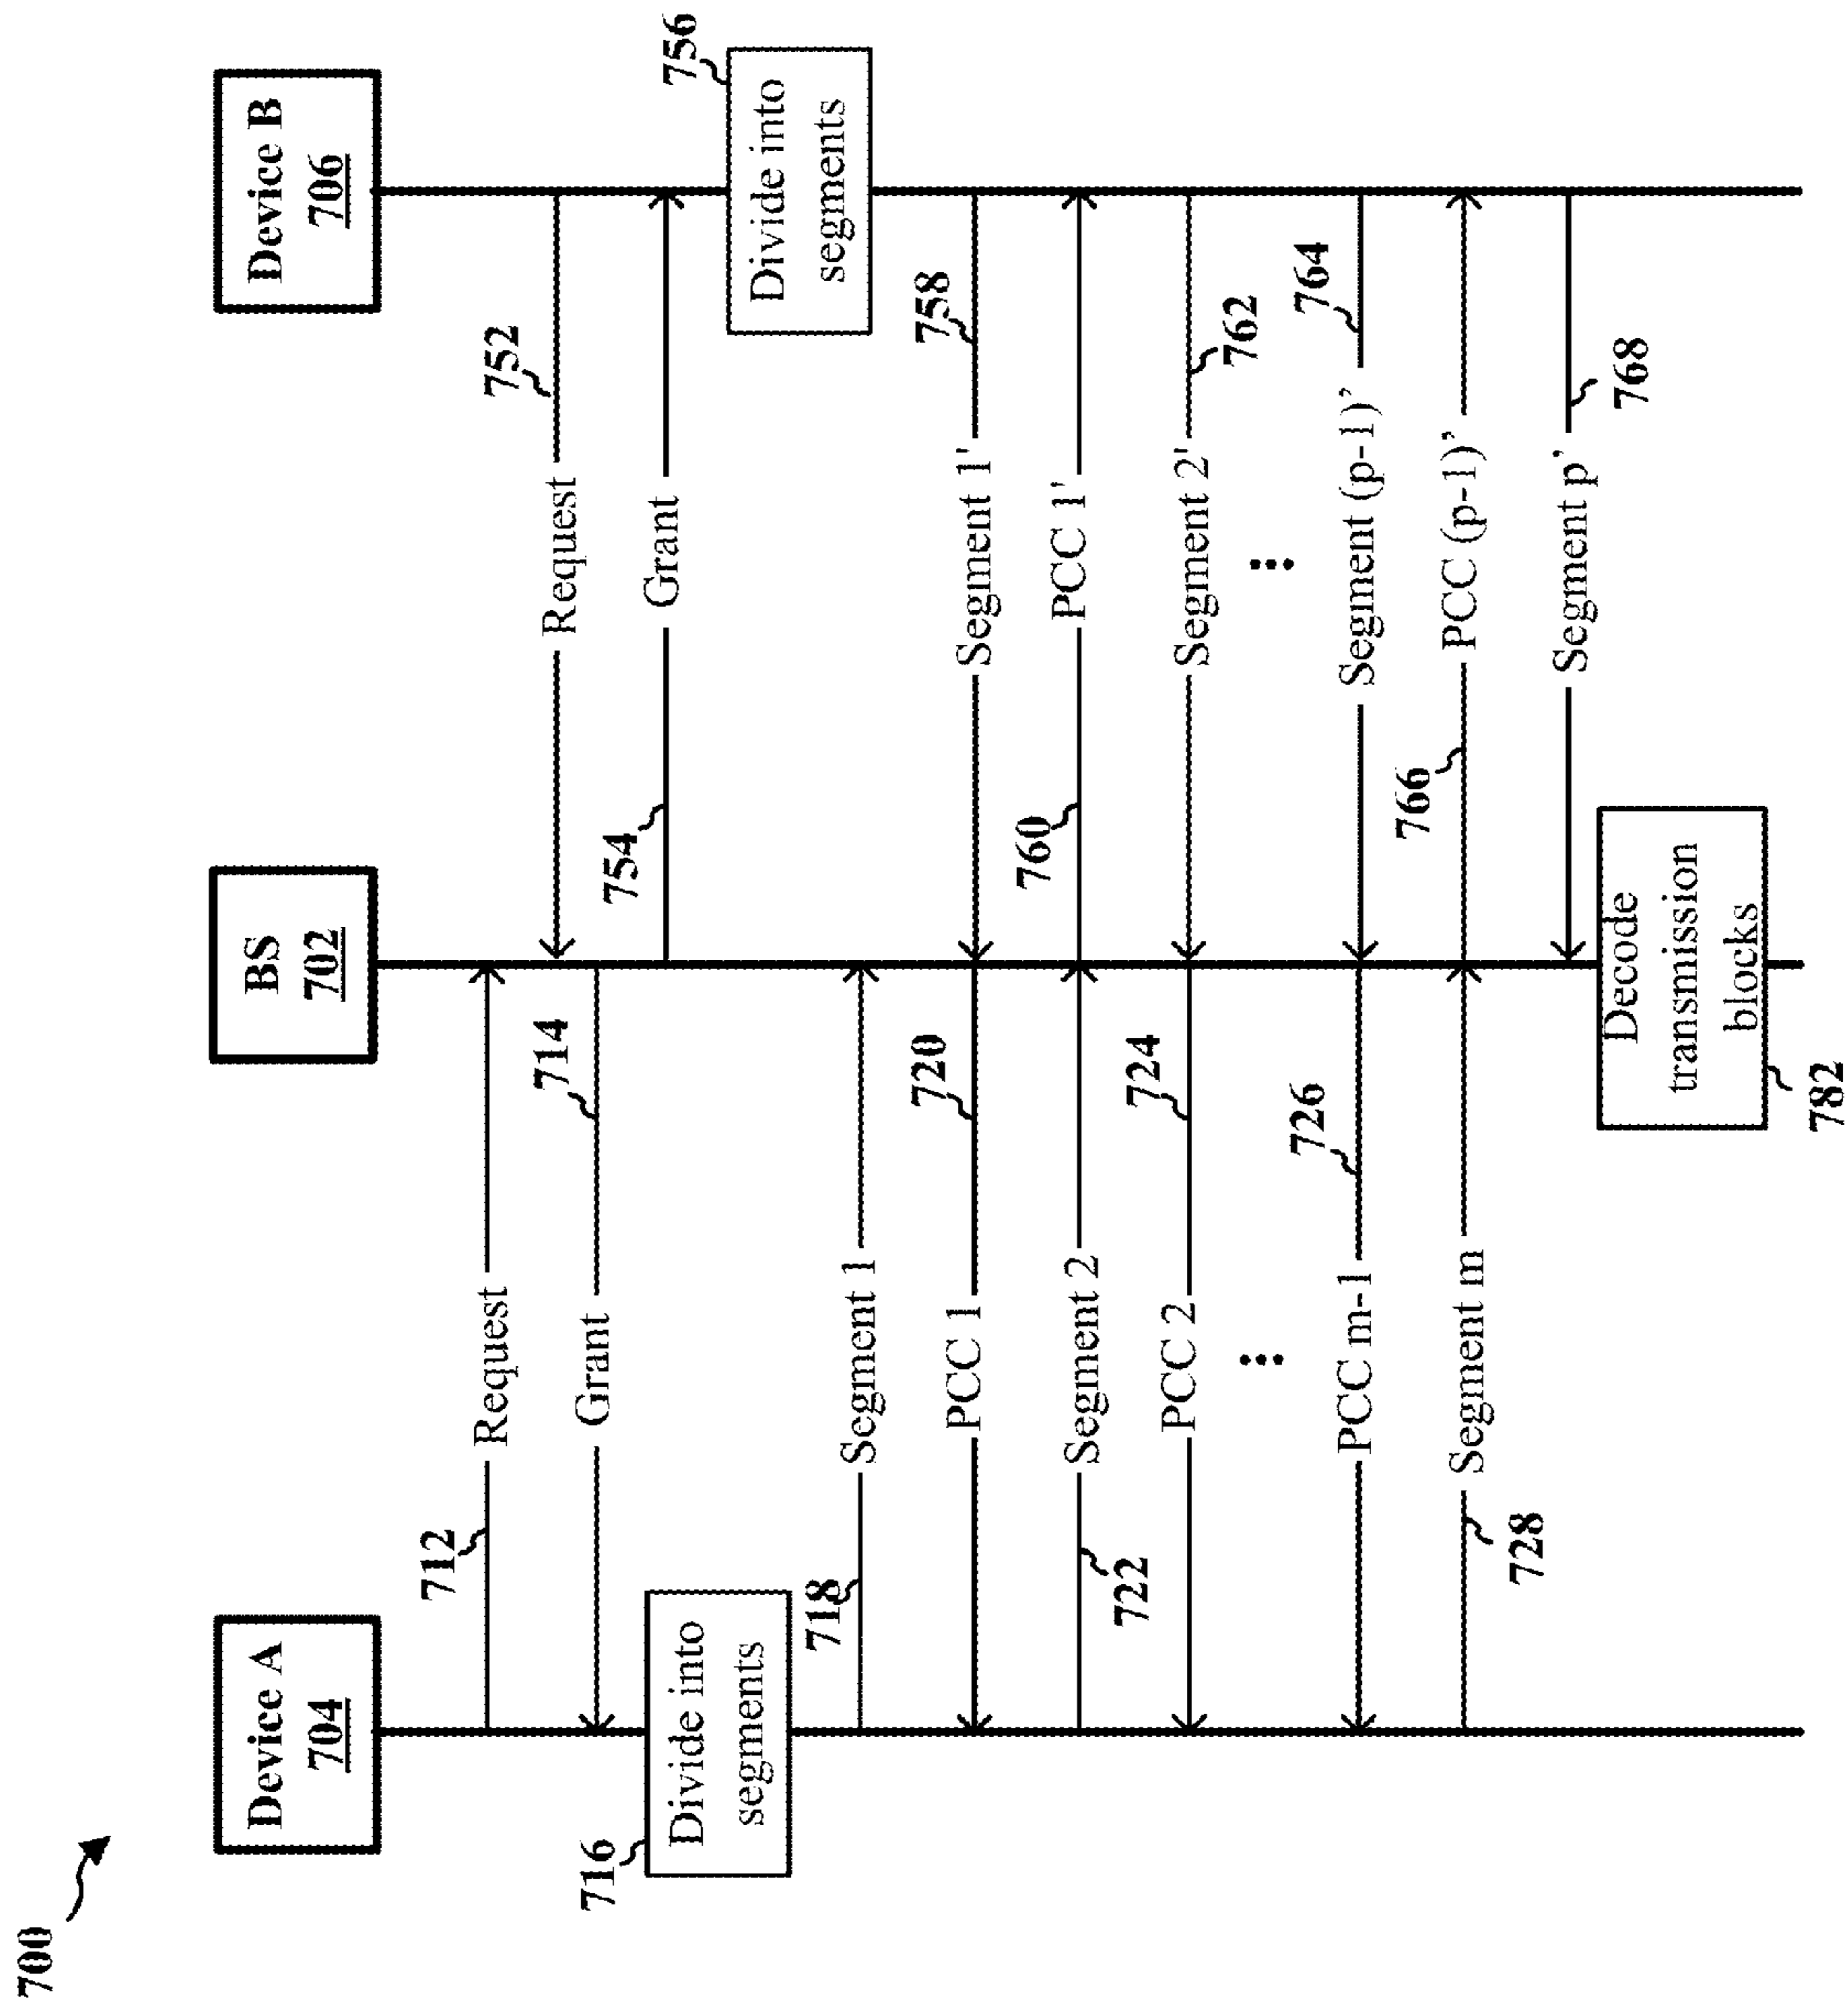 700
Device A
704
BS
702
Device B
706
712
Request
752
Request
714
Grant
754
Grant
716
Divide into
segments
756
Divide into
segments
718
Segment 1
720
PCC 1
758
Segment 1'
722
Segment 2
760
PCC 1'
724
PCC 2
762
Segment 2'
⋮
⋮
726
PCC m-1
764
Segment (p-1)’
728
Segment m
766
PCC (p-1)’
768
Segment p’
782
Decode
transmission
blocks